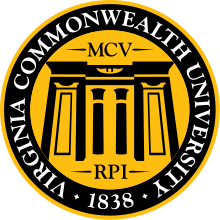 VIRGINIA COMMONWEALTH UNIVERSITY
MCV
RPI
· 1838 ·